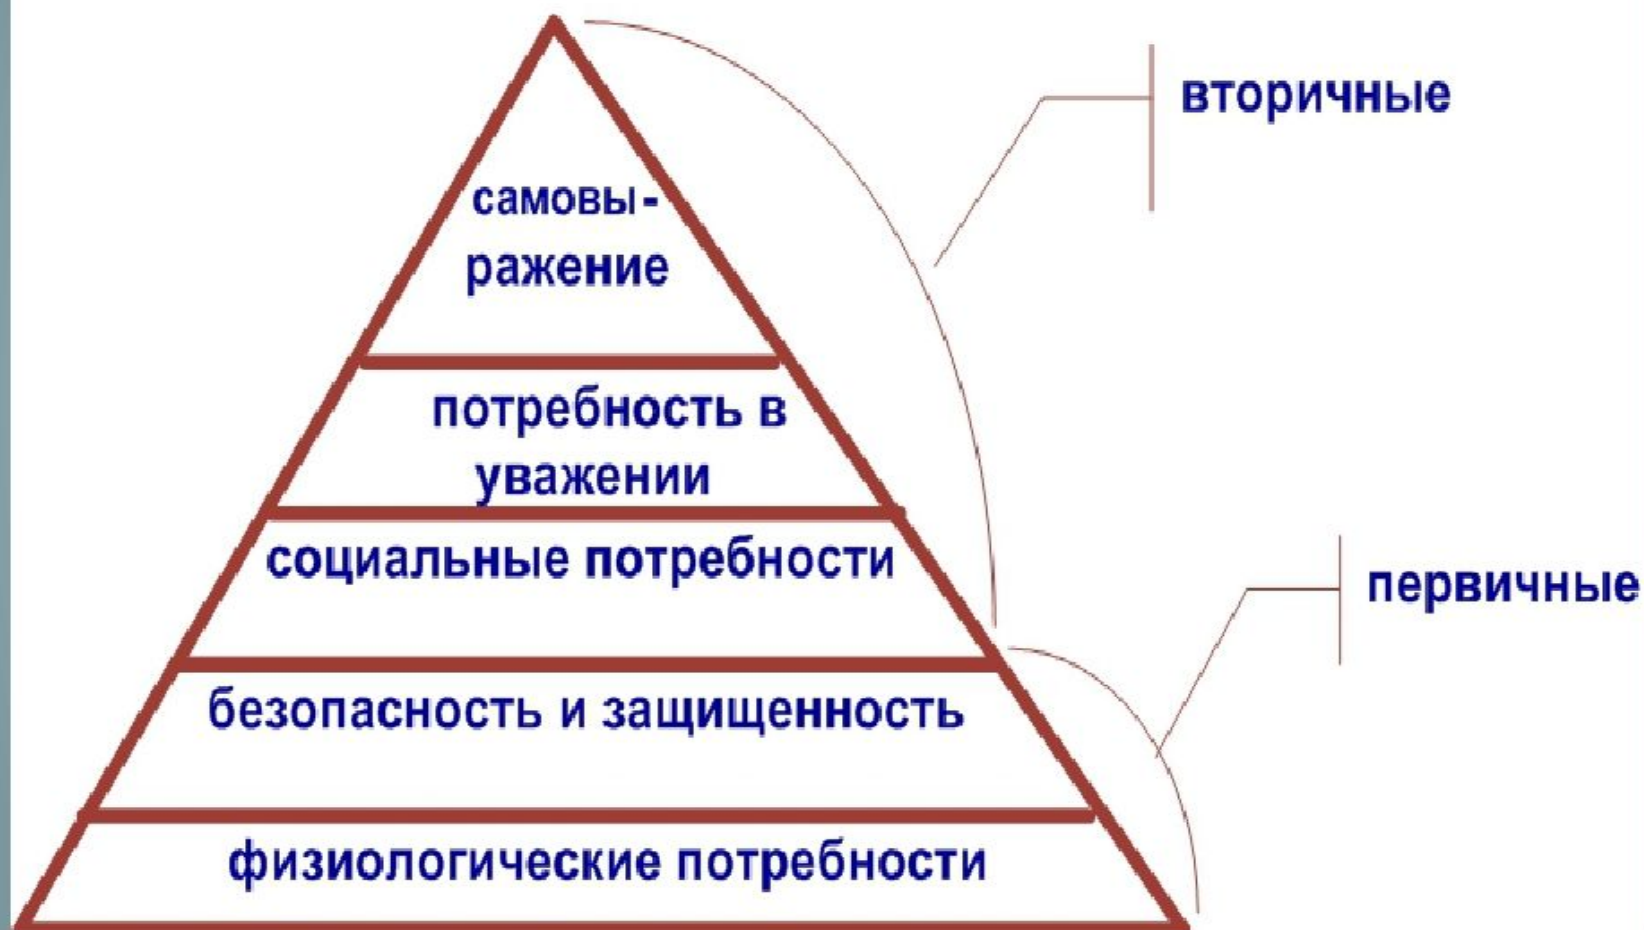 вторичные
самовы-
ражение
потребность в
уважении
социальные потребности
первичные
безопасность и защищенность
физиологические потребности